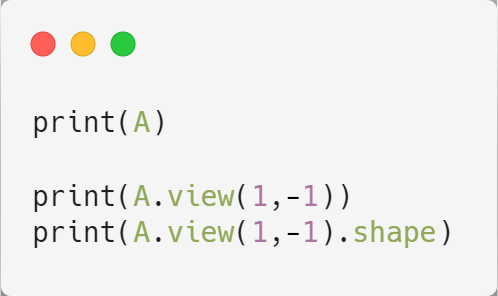 print(A)
print(A.view(1,-1))
print(A.view(1,-1).shape)